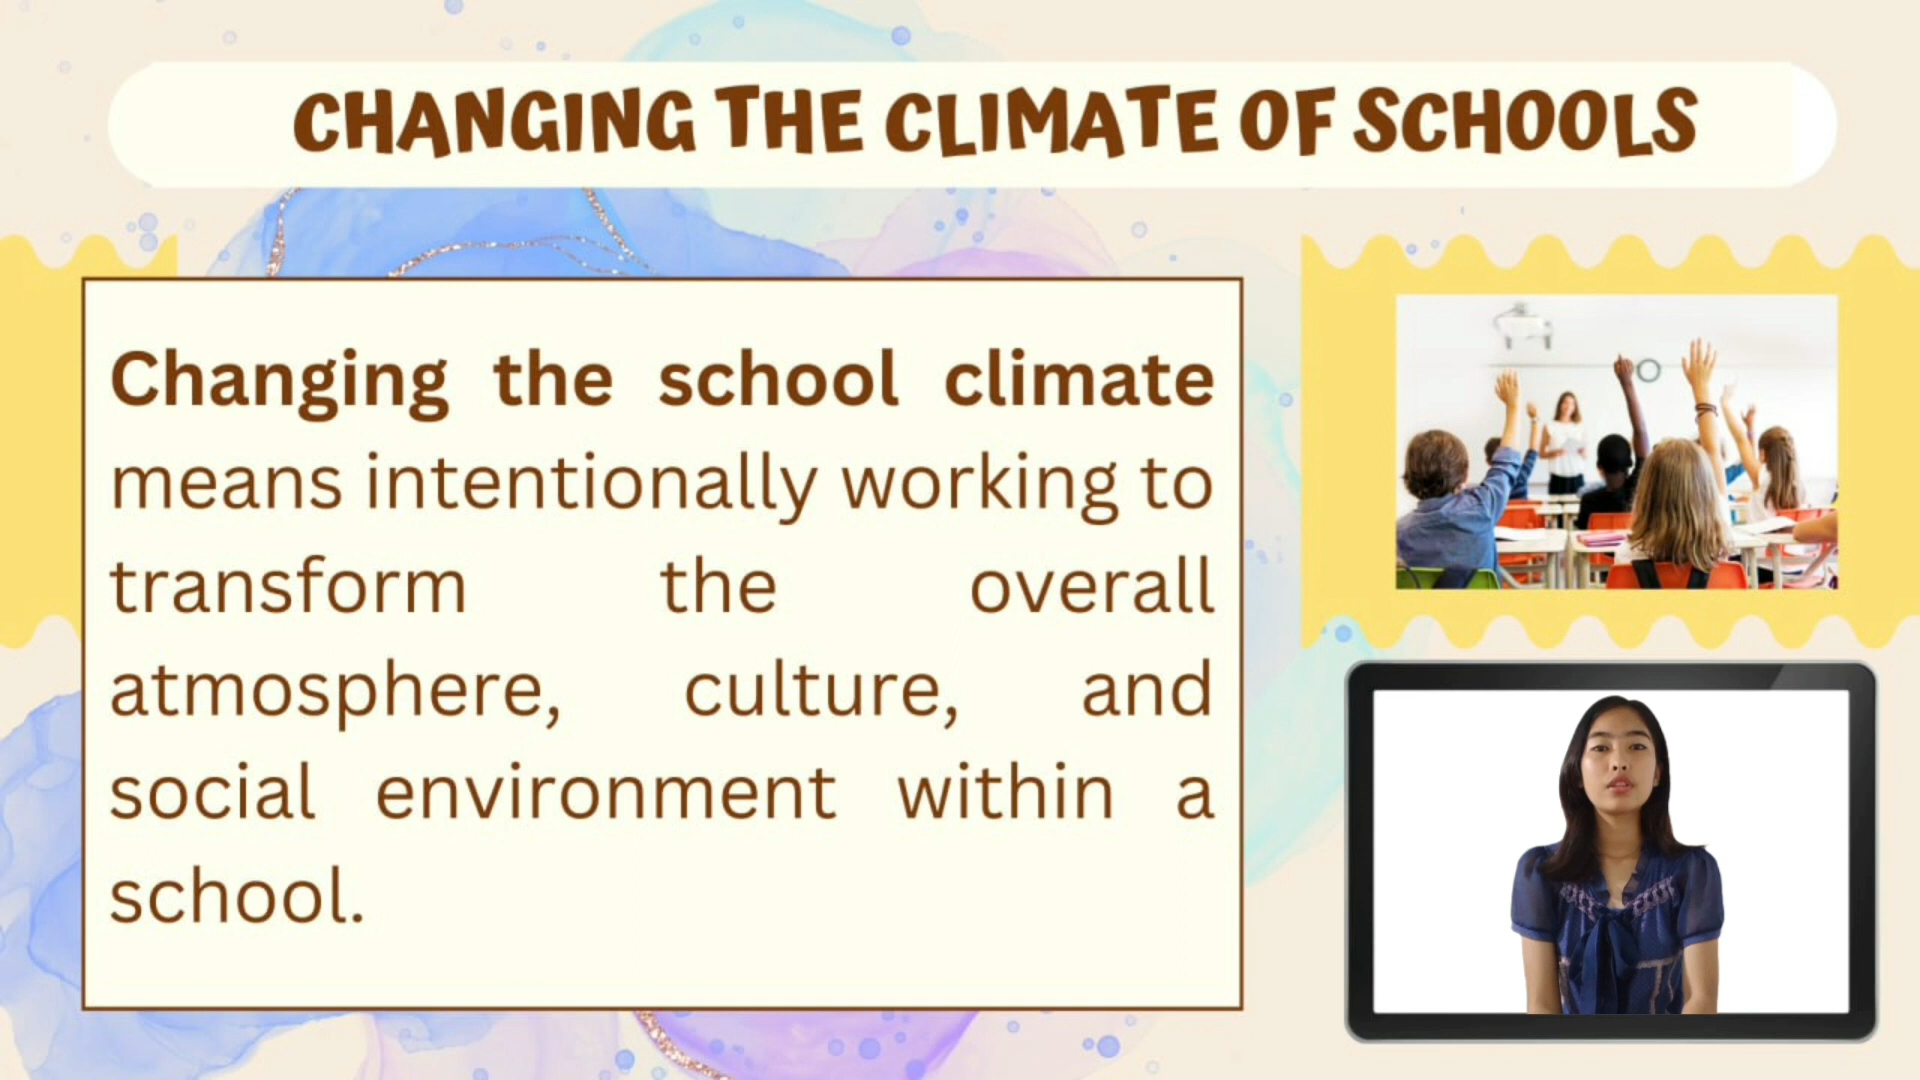 CHANGING THE CLIMATE OF SCHOOLS
Changing the school climate
means intentionally working to
transform the overall
atmosphere, culture, and
social environment within a
school.